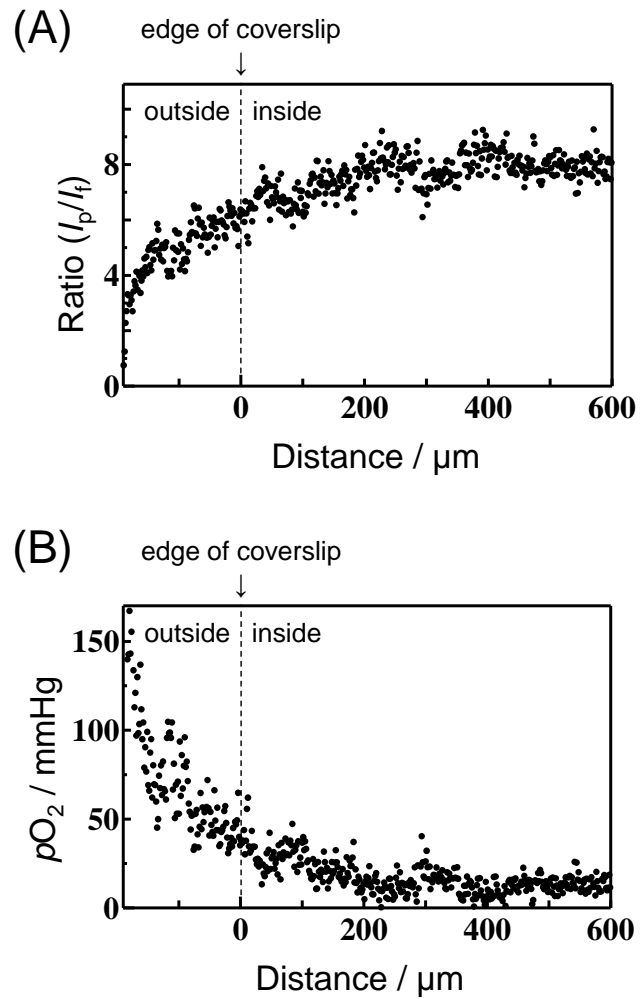 (A)
edge of coverslip
↓
outside inside
8
4
0
Ratio (Ip/If)
0 200 400 600
Distance / μm
(B)
edge of coverslip
↓
outside inside
150
100
50
0
pO2 / mmHg
0 200 400 600
Distance / μm